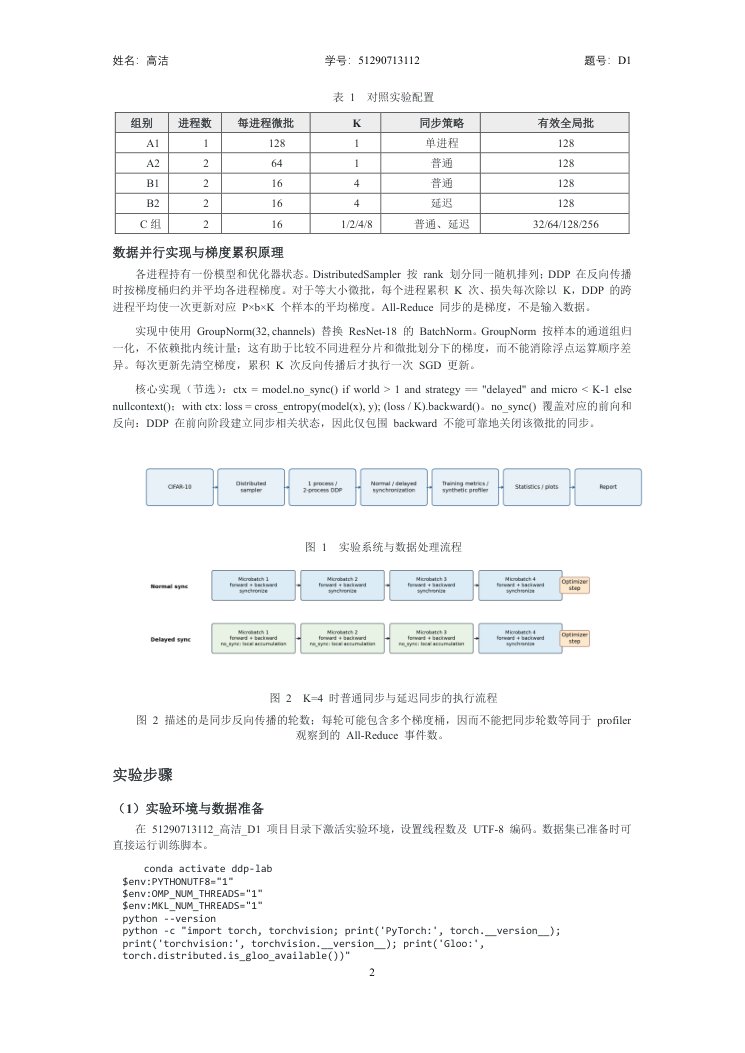 姓名：高洁 学号：51290713112 题号：D1
表 1 对照实验配置
组别 进程数 每进程微批 K 同步策略 有效全局批
A1 1 128 1 单进程 128
A2 2 64 1 普通 128
B1 2 16 4 普通 128
B2 2 16 4 延迟 128
C 组 2 16 1/2/4/8 普通、延迟 32/64/128/256
数据并行实现与梯度累积原理
各进程持有一份模型和优化器状态。DistributedSampler 按 rank 划分同一随机排列；DDP 在反向传播
时按梯度桶归约并平均各进程梯度。对于等大小微批，每个进程累积 K 次、损失每次除以 K，DDP 的跨
进程平均使一次更新对应 P×b×K 个样本的平均梯度。All-Reduce 同步的是梯度，不是输入数据。
实现中使用 GroupNorm(32, channels) 替换 ResNet-18 的 BatchNorm。GroupNorm 按样本的通道组归
一化，不依赖批内统计量；这有助于比较不同进程分片和微批划分下的梯度，而不能消除浮点运算顺序差
异。每次更新先清空梯度，累积 K 次反向传播后才执行一次 SGD 更新。
核心实现（节选）：ctx = model.no_sync() if world > 1 and strategy == "delayed" and micro < K-1 else
nullcontext()；with ctx: loss = cross_entropy(model(x), y); (loss / K).backward()。no_sync() 覆盖对应的前向和
反向；DDP 在前向阶段建立同步相关状态，因此仅包围 backward 不能可靠地关闭该微批的同步。
CIFAR-10
Distributed
sampler
1 process /
2-process DDP
Normal / delayed
synchronization
Training metrics /
synthetic profiler
Statistics / plots
Report
图 1 实验系统与数据处理流程
Normal sync
Microbatch 1
forward + backward
synchronize
Microbatch 2
forward + backward
synchronize
Microbatch 3
forward + backward
synchronize
Microbatch 4
forward + backward
synchronize
Optimizer
step
Delayed sync
Microbatch 1
forward + backward
no_sync: local accumulation
Microbatch 2
forward + backward
no_sync: local accumulation
Microbatch 3
forward + backward
no_sync: local accumulation
Microbatch 4
forward + backward
synchronize
Optimizer
step
图 2 K=4 时普通同步与延迟同步的执行流程
图 2 描述的是同步反向传播的轮数；每轮可能包含多个梯度桶，因而不能把同步轮数等同于 profiler
观察到的 All-Reduce 事件数。
实验步骤
（1）实验环境与数据准备
在 51290713112_高洁_D1 项目目录下激活实验环境，设置线程数及 UTF-8 编码。数据集已准备时可
直接运行训练脚本。
conda activate ddp-lab
$env:PYTHONUTF8="1"
$env:OMP_NUM_THREADS="1"
$env:MKL_NUM_THREADS="1"
python --version
python -c "import torch, torchvision; print('PyTorch:', torch.__version__);
print('torchvision:', torchvision.__version__); print('Gloo:',
torch.distributed.is_gloo_available())"
2